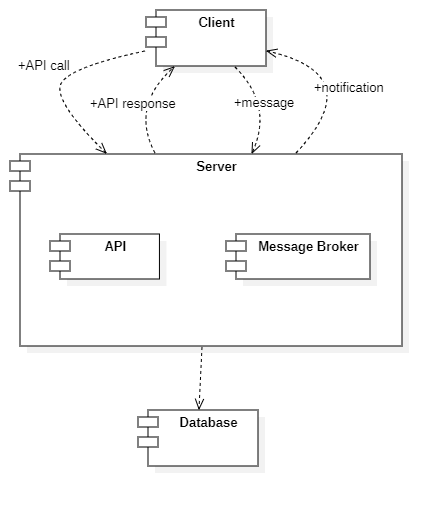 Client
+API call
+API response
+message
+notification
Server
API
Message Broker
Database